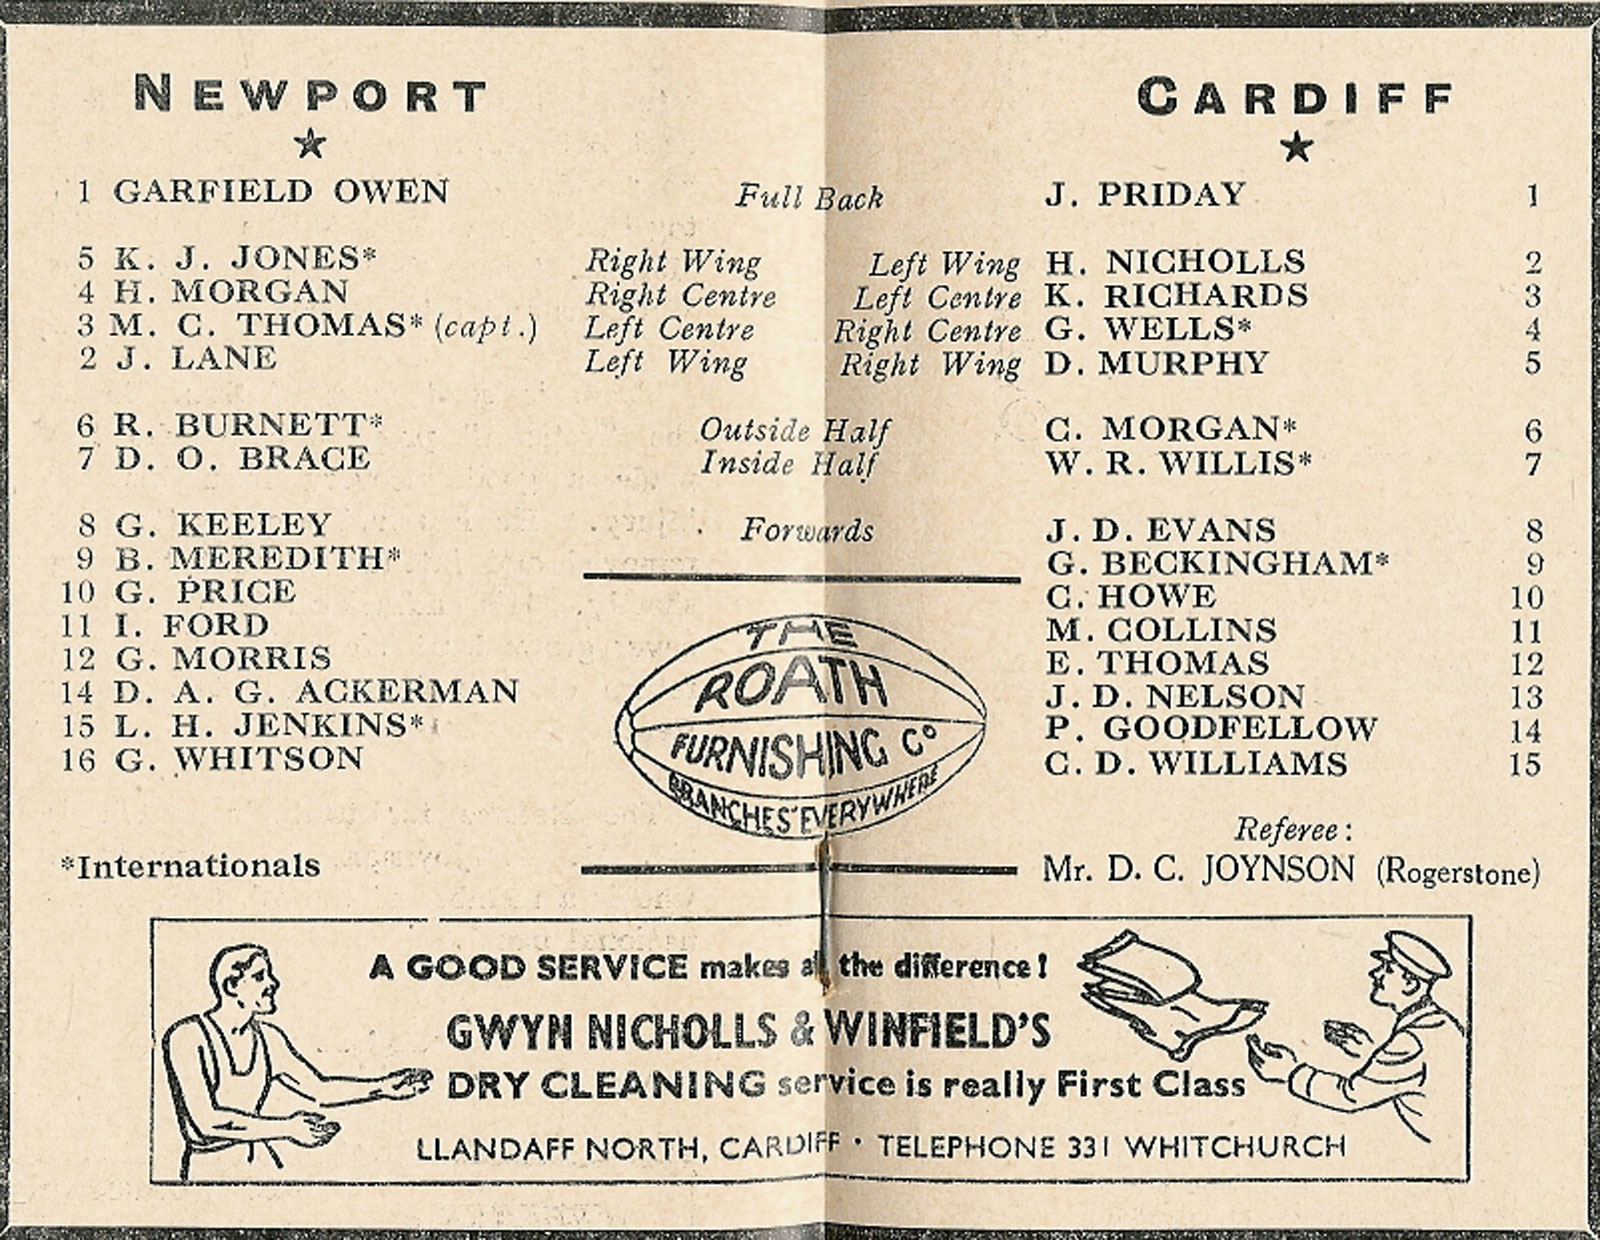 NEWPORT
★
1 GARFIELD OWEN
5 K. J. JONES*
4 H. MORGAN
3 M. C. THOMAS* (capt.)
2 J. LANE
6 R. BURNETT*
7 D. O. BRACE
8 G. KEELEY
9 B. MEREDITH*
10 G. PRICE
11 I. FORD
12 G. MORRIS
14 D. A. G. ACKERMAN
15 L. H. JENKINS*
16 G. WHITSON
*Internationals
Full Back
Right Wing Left Wing
Right Centre Left Centre
Left Centre Right Centre
Left Wing Right Wing
Outside Half
Inside Half
Forwards
THE
ROATH
FURNISHING Co
BRANCHES EVERYWHERE
CARDIFF
★
J. PRIDAY 1
H. NICHOLLS 2
K. RICHARDS 3
G. WELLS* 4
D. MURPHY 5
C. MORGAN* 6
W. R. WILLIS* 7
J. D. EVANS 8
G. BECKINGHAM* 9
C. HOWE 10
M. COLLINS 11
E. THOMAS 12
J. D. NELSON 13
P. GOODFELLOW 14
C. D. WILLIAMS 15
Referee:
Mr. D. C. JOYNSON (Rogerstone)
A GOOD SERVICE makes all the difference!
GWYN NICHOLLS & WINFIELD'S
DRY CLEANING service is really First Class
LLANDAFF NORTH, CARDIFF • TELEPHONE 331 WHITCHURCH